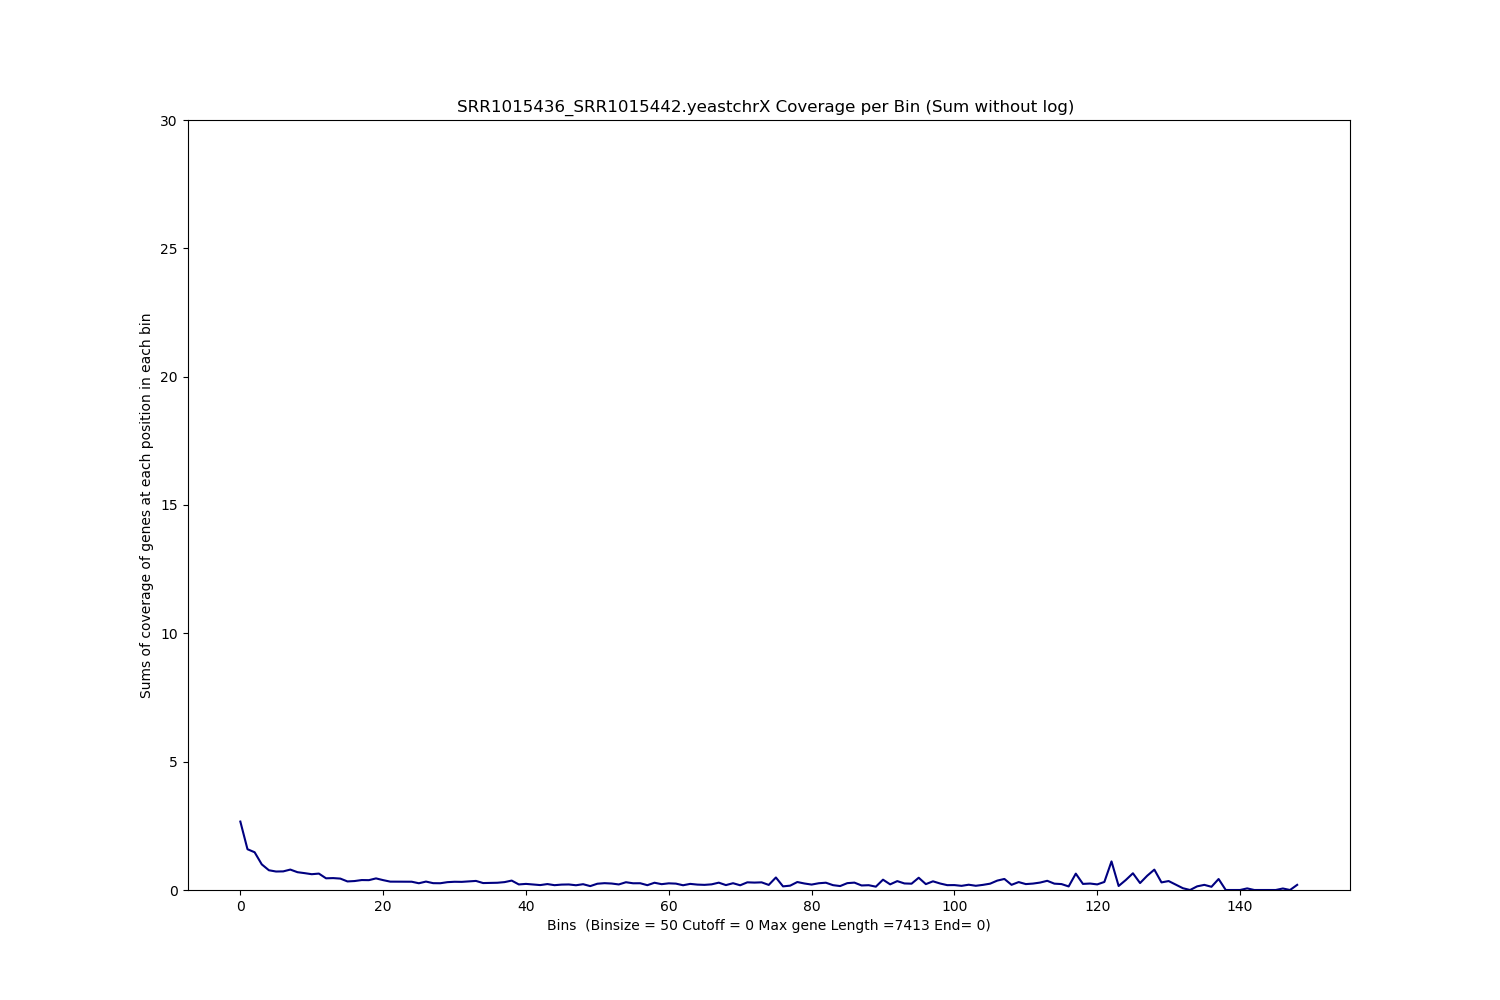 SRR1015436_SRR1015442.yeastchrX Coverage per Bin (Sum without log)
30
25
20
15
10
5
0
Sums of coverage of genes at each position in each bin
0 20 40 60 80 100 120 140
Bins  (Binsize = 50 Cutoff = 0 Max gene Length =7413 End= 0)